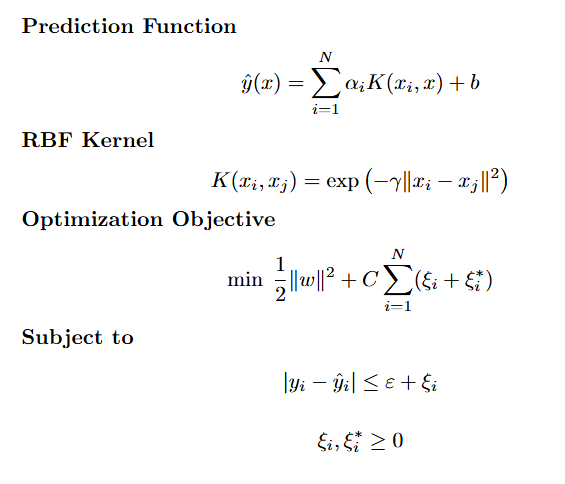 Prediction Function
ŷ(x) = ∑_{i=1}^{N} α_i K(x_i, x) + b
RBF Kernel
K(x_i, x_j) = exp (−γ‖x_i − x_j‖²)
Optimization Objective
min ½‖w‖² + C ∑_{i=1}^{N} (ξ_i + ξ_i^*)
Subject to
|y_i − ŷ_i| ≤ ε + ξ_i
ξ_i, ξ_i^* ≥ 0